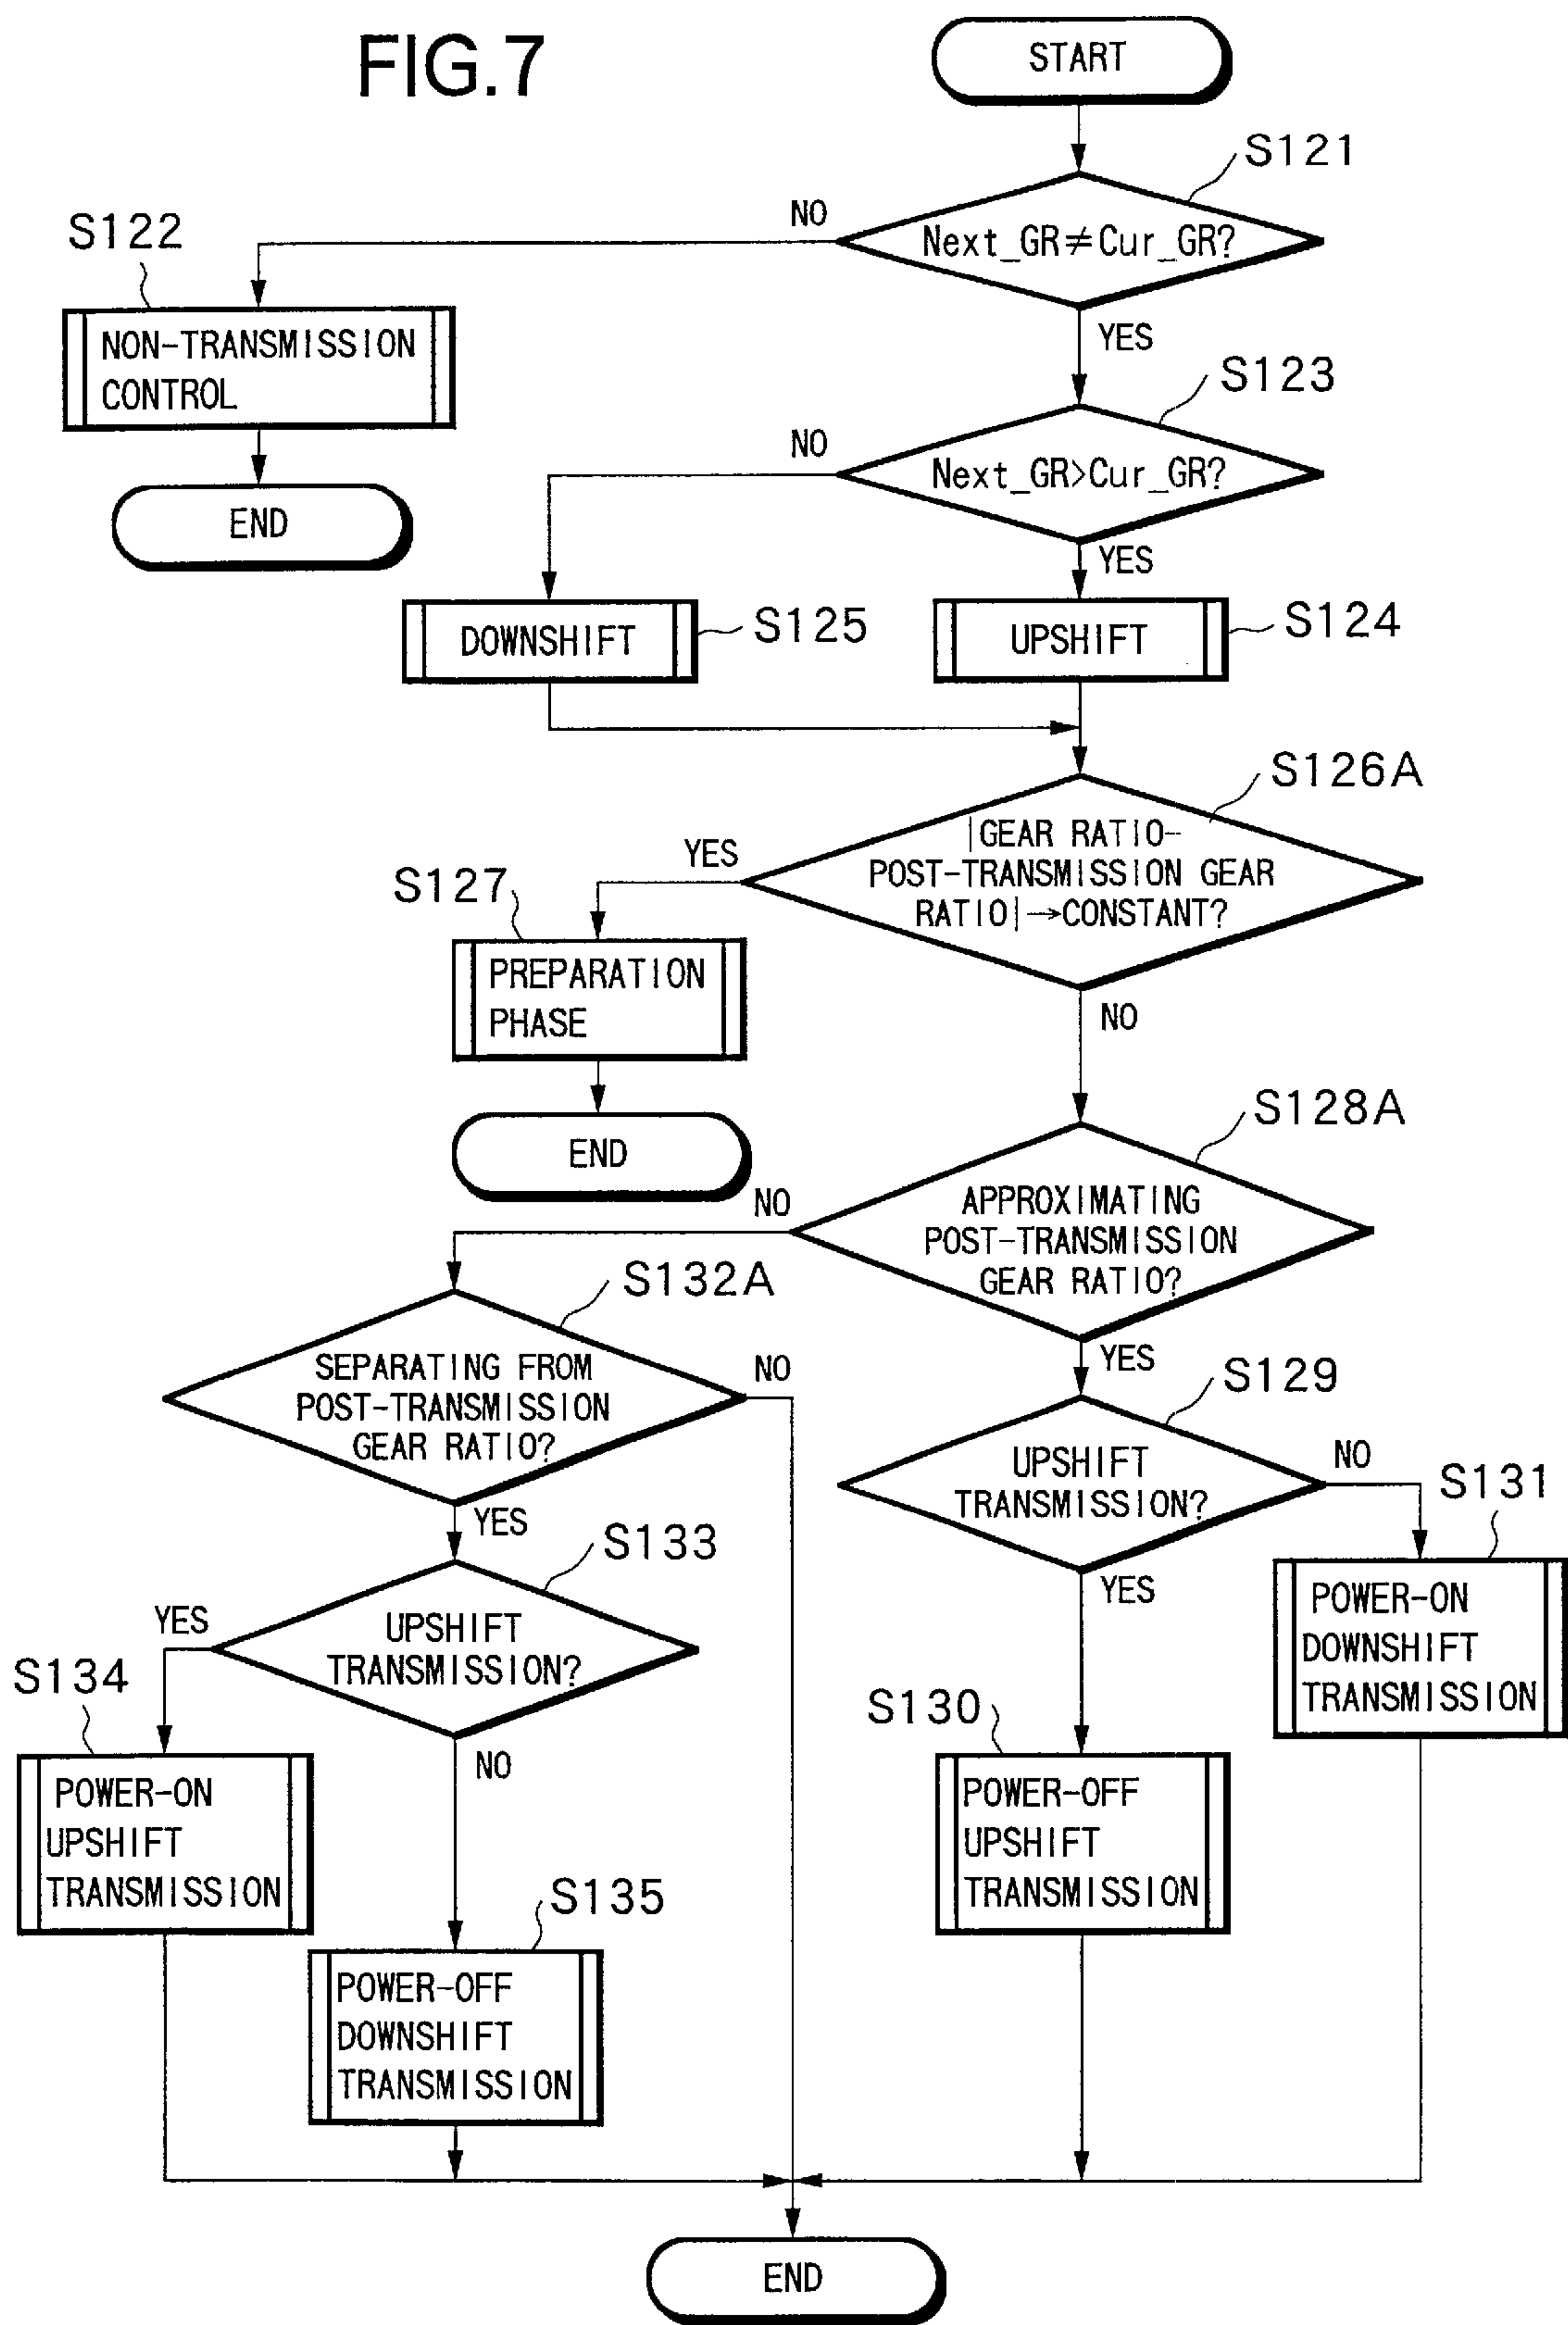 FIG.7
START
S121
NO
Next_GR≠Cur_GR?
S122
YES
NON-TRANSMISSION
CONTROL
S123
NO
Next_GR>Cur_GR?
END
YES
DOWNSHIFT
S125
UPSHIFT
S124
S126A
|GEAR RATIO-
POST-TRANSMISSION GEAR
RATIO|→CONSTANT?
YES
S127
PREPARATION
PHASE
NO
END
S128A
NO
APPROXIMATING
POST-TRANSMISSION
GEAR RATIO?
S132A
YES
SEPARATING FROM
POST-TRANSMISSION
GEAR RATIO?
NO
S129
UPSHIFT
TRANSMISSION?
NO
S131
YES
S133
YES
POWER-ON
DOWNSHIFT
TRANSMISSION
YES
UPSHIFT
TRANSMISSION?
S134
S130
NO
POWER-ON
UPSHIFT
TRANSMISSION
POWER-OFF
UPSHIFT
TRANSMISSION
S135
POWER-OFF
DOWNSHIFT
TRANSMISSION
END